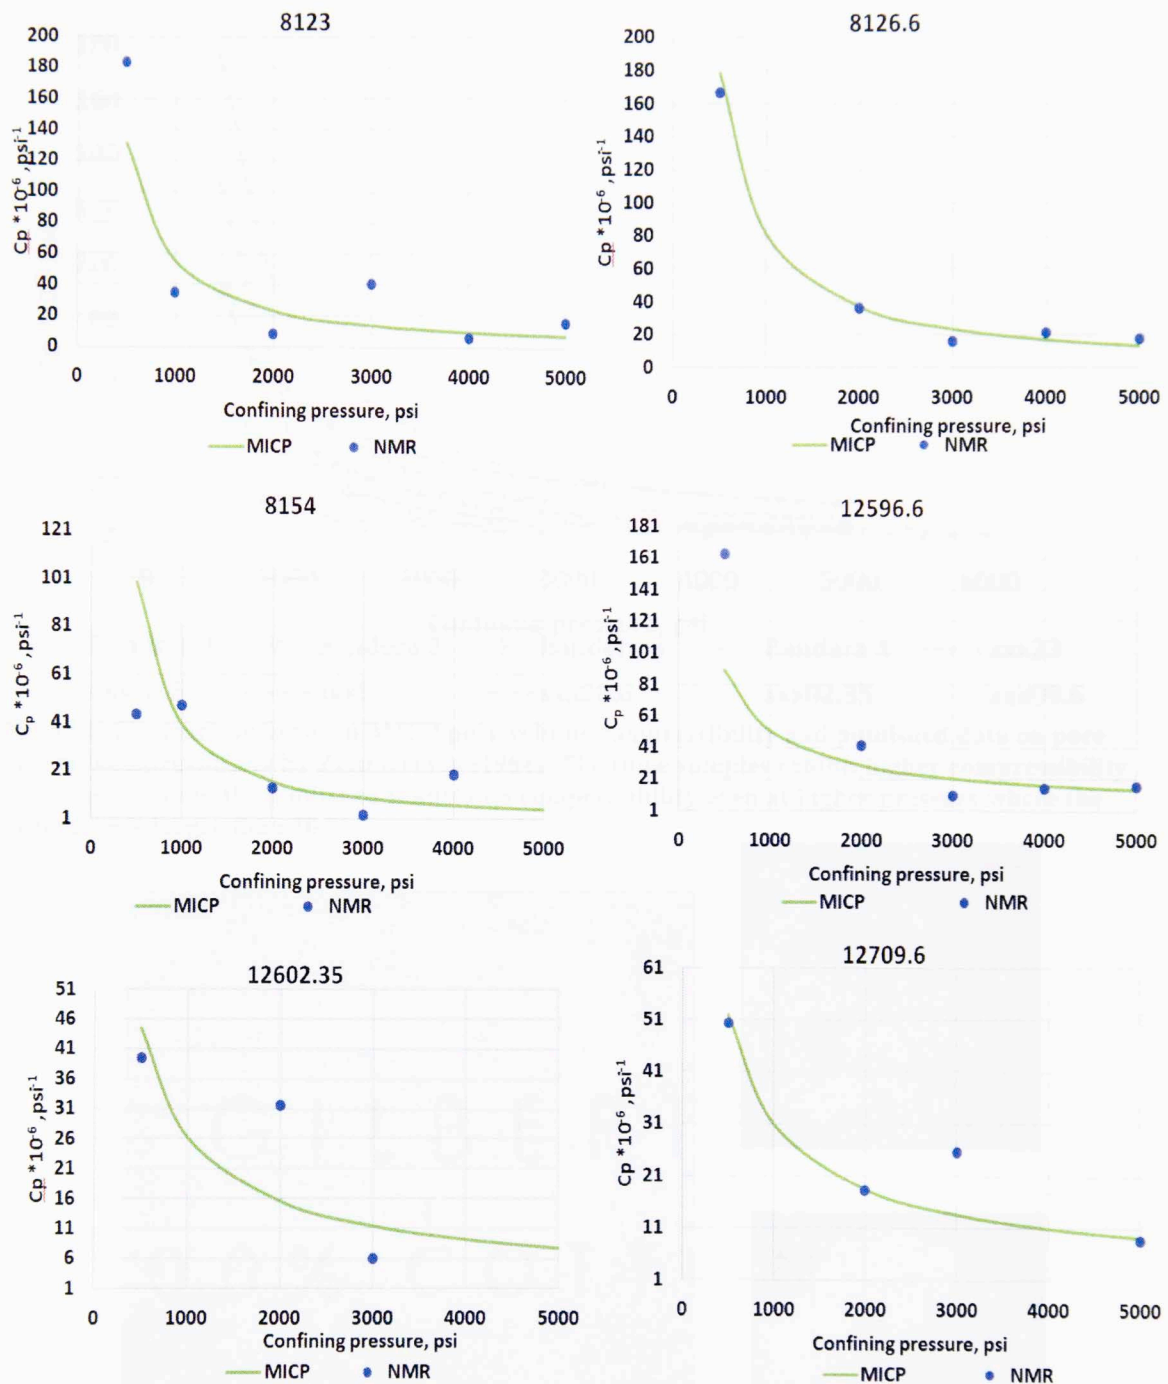 8123
200
180
160
140
120
100
80
60
40
20
0
Cp *10-6 ,psi-1
0 1000 2000 3000 4000 5000
Confining pressure, psi
MICP NMR
8126.6
200
180
160
140
120
100
80
60
40
20
0
Cp *10-6 ,psi-1
0 1000 2000 3000 4000 5000
Confining pressure, psi
MICP NMR
8154
121
101
81
61
41
21
1
Cp *10-6 ,psi-1
0 1000 2000 3000 4000 5000
Confining pressure, psi
MICP NMR
12596.6
181
161
141
121
101
81
61
41
21
1
Cp *10-6 ,psi-1
0 1000 2000 3000 4000 5000
Confining pressure, psi
MICP NMR
12602.35
51
46
41
36
31
26
21
16
11
6
1
Cp *10-6 ,psi-1
0 1000 2000 3000 4000 5000
Confining pressure, psi
MICP NMR
12709.6
61
51
41
31
21
11
1
Cp *10-6 ,psi-1
0 1000 2000 3000 4000 5000
Confining pressure, psi
MICP NMR